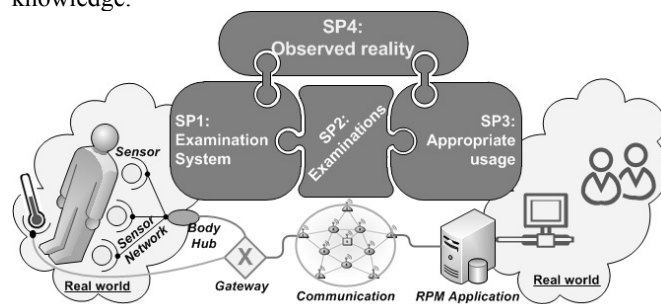 knowledge.
SP4:
Observed reality
SP1:
Examination
System
SP2:
Examinations
SP3:
Appropriate
usage
Sensor
Sensor
Network
Body
Hub
X
Real world
Gateway
Communication
RPM Application
Real world